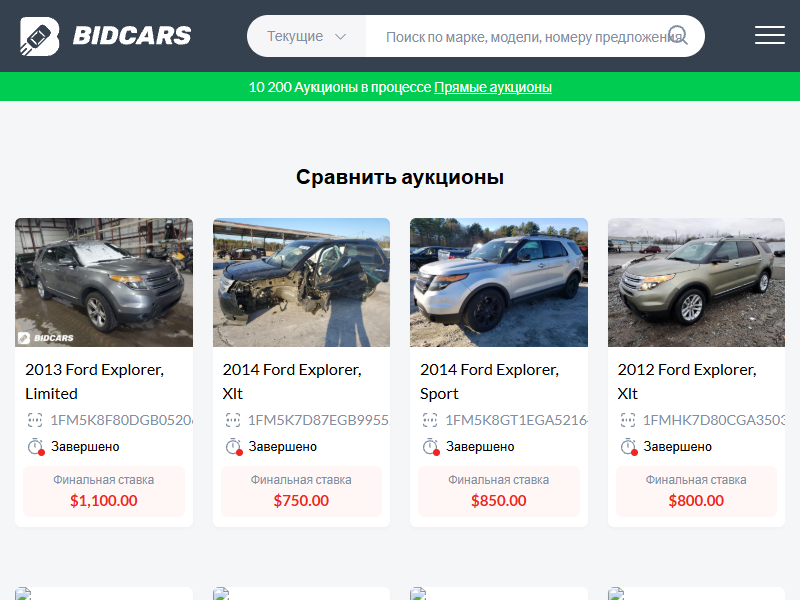 BIDCARS
Текущие
Поиск по марке, модели, номеру предложения
10 200 Аукционы в процессе Прямые аукционы
Сравнить аукционы
BIDCARS
2013 Ford Explorer,
Limited
1FM5K8F80DGB0520
Завершено
Финальная ставка
$1,100.00
2014 Ford Explorer,
Xlt
1FM5K7D87EGB9955
Завершено
Финальная ставка
$750.00
2014 Ford Explorer,
Sport
1FM5K8GT1EGA5216
Завершено
Финальная ставка
$850.00
2012 Ford Explorer,
Xlt
1FMHK7D80CGA3503
Завершено
Финальная ставка
$800.00